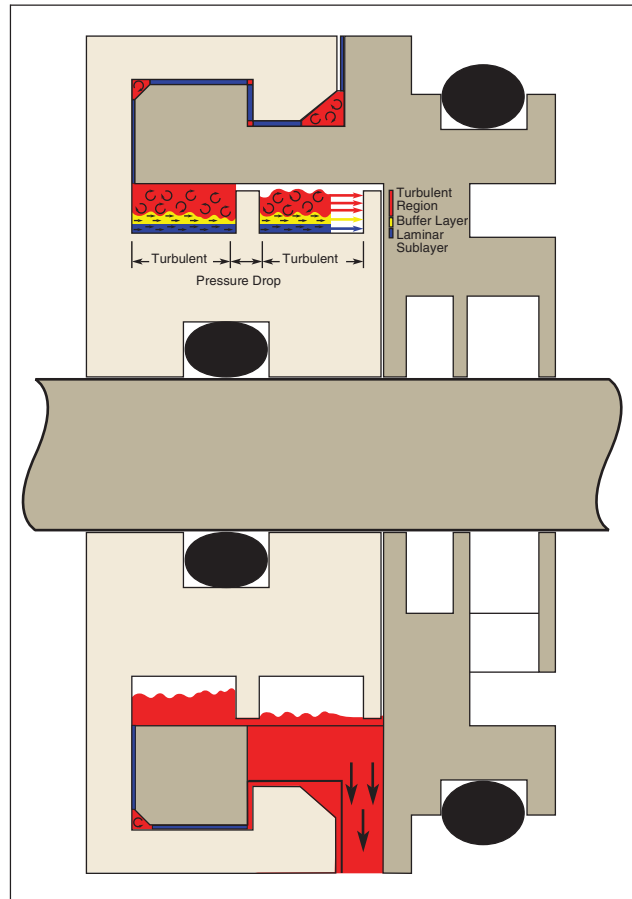 Turbulent
Region
Buffer Layer
Laminar
Sublayer
Turbulent
Turbulent
Pressure Drop